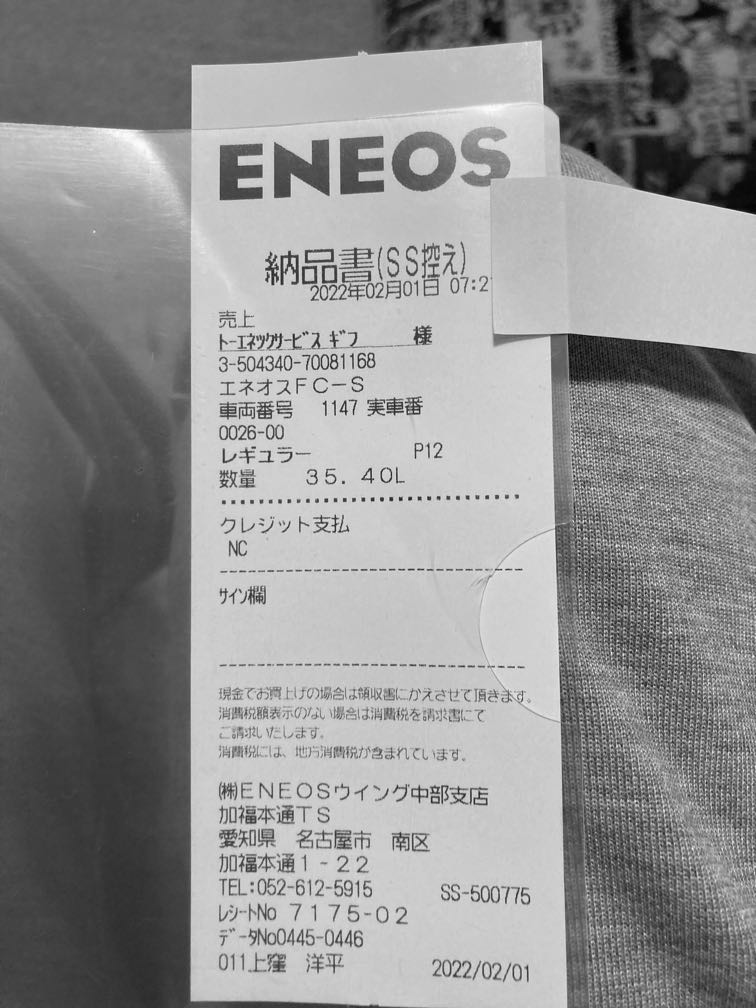 ENEOS
納品書(SS控え)
2022年02月01日 07:2
売上
トーエネックサービス ギフ 様
3-504340-70081168
エネオスFC-S
車両番号 1147 実車番
0026-00
レギュラー P12
数量 35.40L
クレジット支払
NC
サイン欄
現金でお買上げの場合は領収書にかえさせて頂きます。
消費税額表示のない場合は消費税を請求書にて
ご請求いたします。
消費税には、地方消費税が含まれています。
(株)ENEOSウイング中部支店
加福本通TS
愛知県 名古屋市 南区
加福本通1-22
TEL:052-612-5915 SS-500775
レシートNo 7175-02
データNo0445-0446
011上窪 洋平 2022/02/01